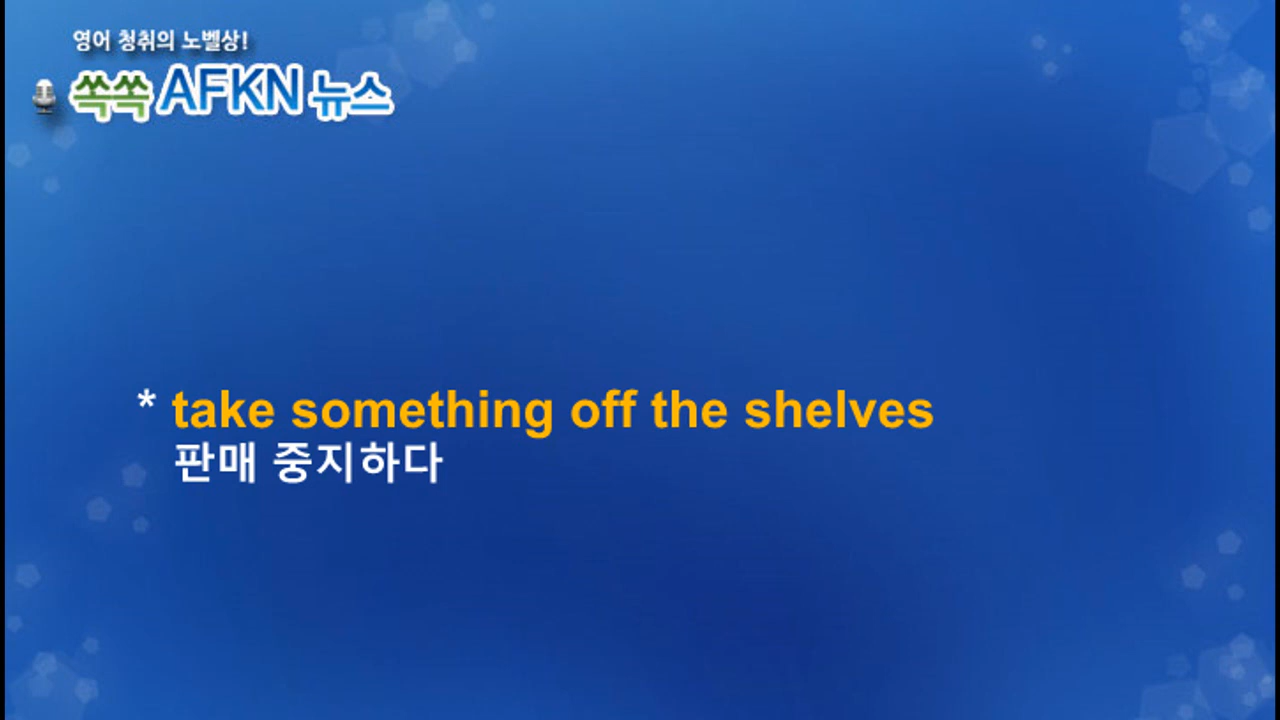 영어 청취의 노벨상!
쏙쏙 AFKN 뉴스
* take something off the shelves
판매 중지하다